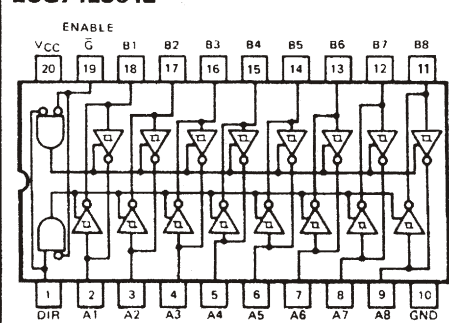 ENABLE
VCC G̅ B1 B2 B3 B4 B5 B6 B7 B8
20 19 18 17 16 15 14 13 12 11
1 2 3 4 5 6 7 8 9 10
DIR A1 A2 A3 A4 A5 A6 A7 A8 GND